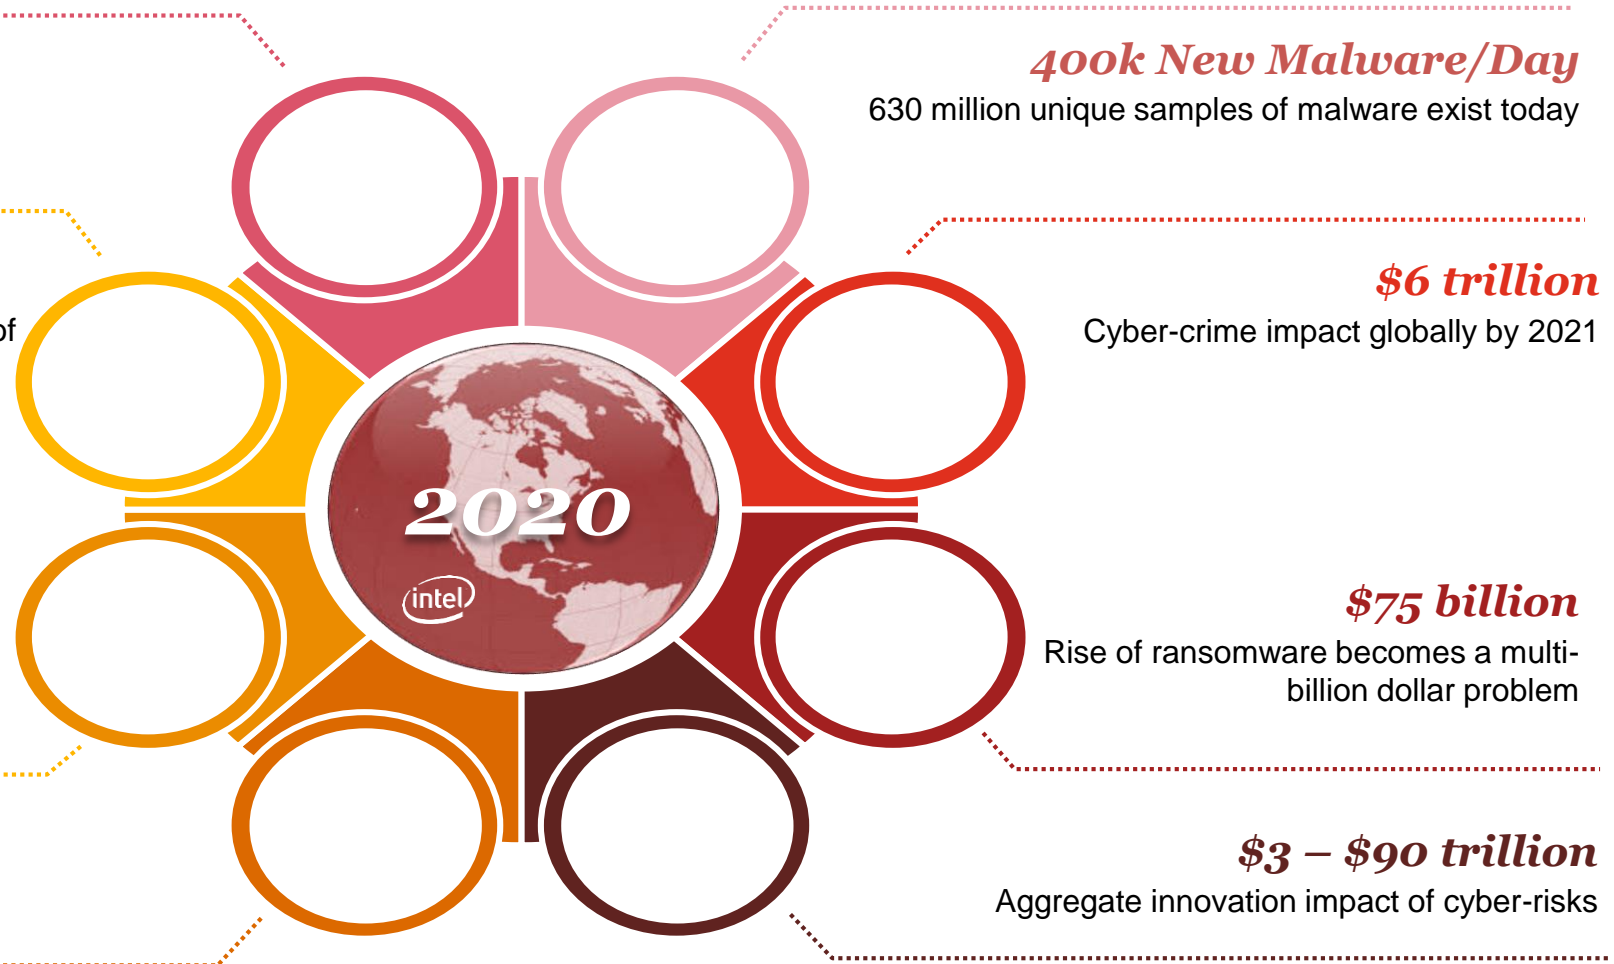 400k New Malware/Day
630 million unique samples of malware exist today
$6 trillion
Cyber-crime impact globally by 2021
of
2020
intel
$75 billion
Rise of ransomware becomes a multi-
billion dollar problem
$3 – $90 trillion
Aggregate innovation impact of cyber-risks